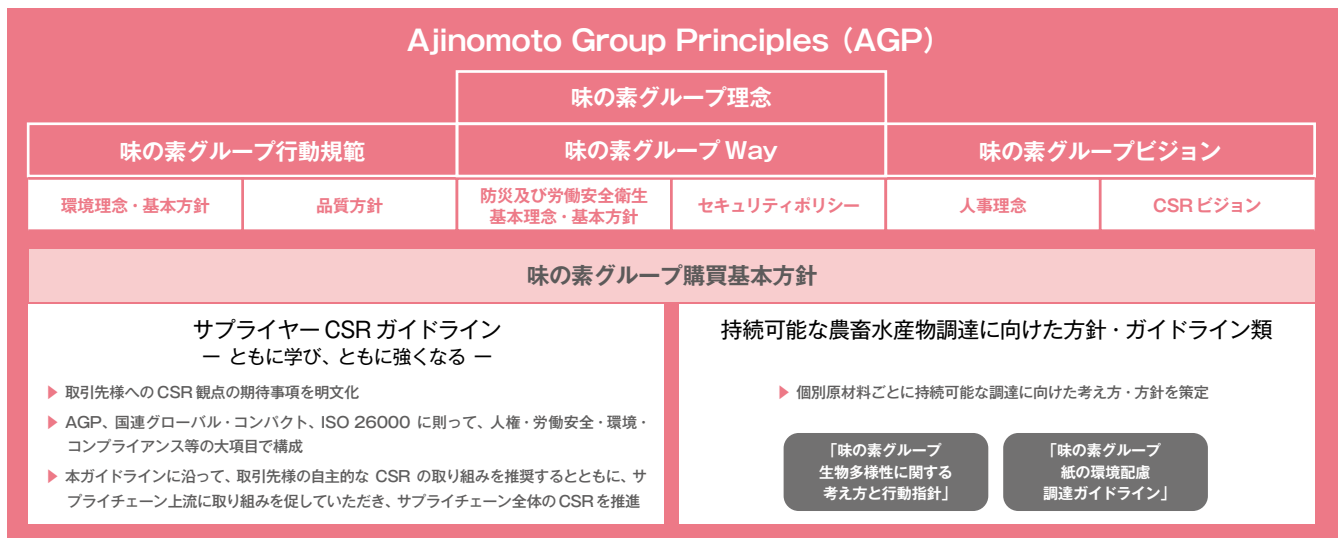 Ajinomoto Group Principles（AGP）
味の素グループ理念
味の素グループ行動規範
味の素グループ Way
味の素グループビジョン
環境理念・基本方針
品質方針
防災及び労働安全衛生
基本理念・基本方針
セキュリティポリシー
人事理念
CSRビジョン
味の素グループ購買基本方針
サプライヤー CSR ガイドライン
― ともに学び、ともに強くなる ―
▶ 取引先様へのCSR観点の期待事項を明文化
▶ AGP、国連グローバル・コンパクト、ISO 26000 に則って、人権・労働安全・環境・
コンプライアンス等の大項目で構成
▶ 本ガイドラインに沿って、取引先様の自主的な CSR の取り組みを推奨するとともに、サ
プライチェーン上流に取り組みを促していただき、サプライチェーン全体のCSRを推進
持続可能な農畜水産物調達に向けた方針・ガイドライン類
▶ 個別原材料ごとに持続可能な調達に向けた考え方・方針を策定
「味の素グループ
生物多様性に関する
考え方と行動指針」
「味の素グループ
紙の環境配慮
調達ガイドライン」